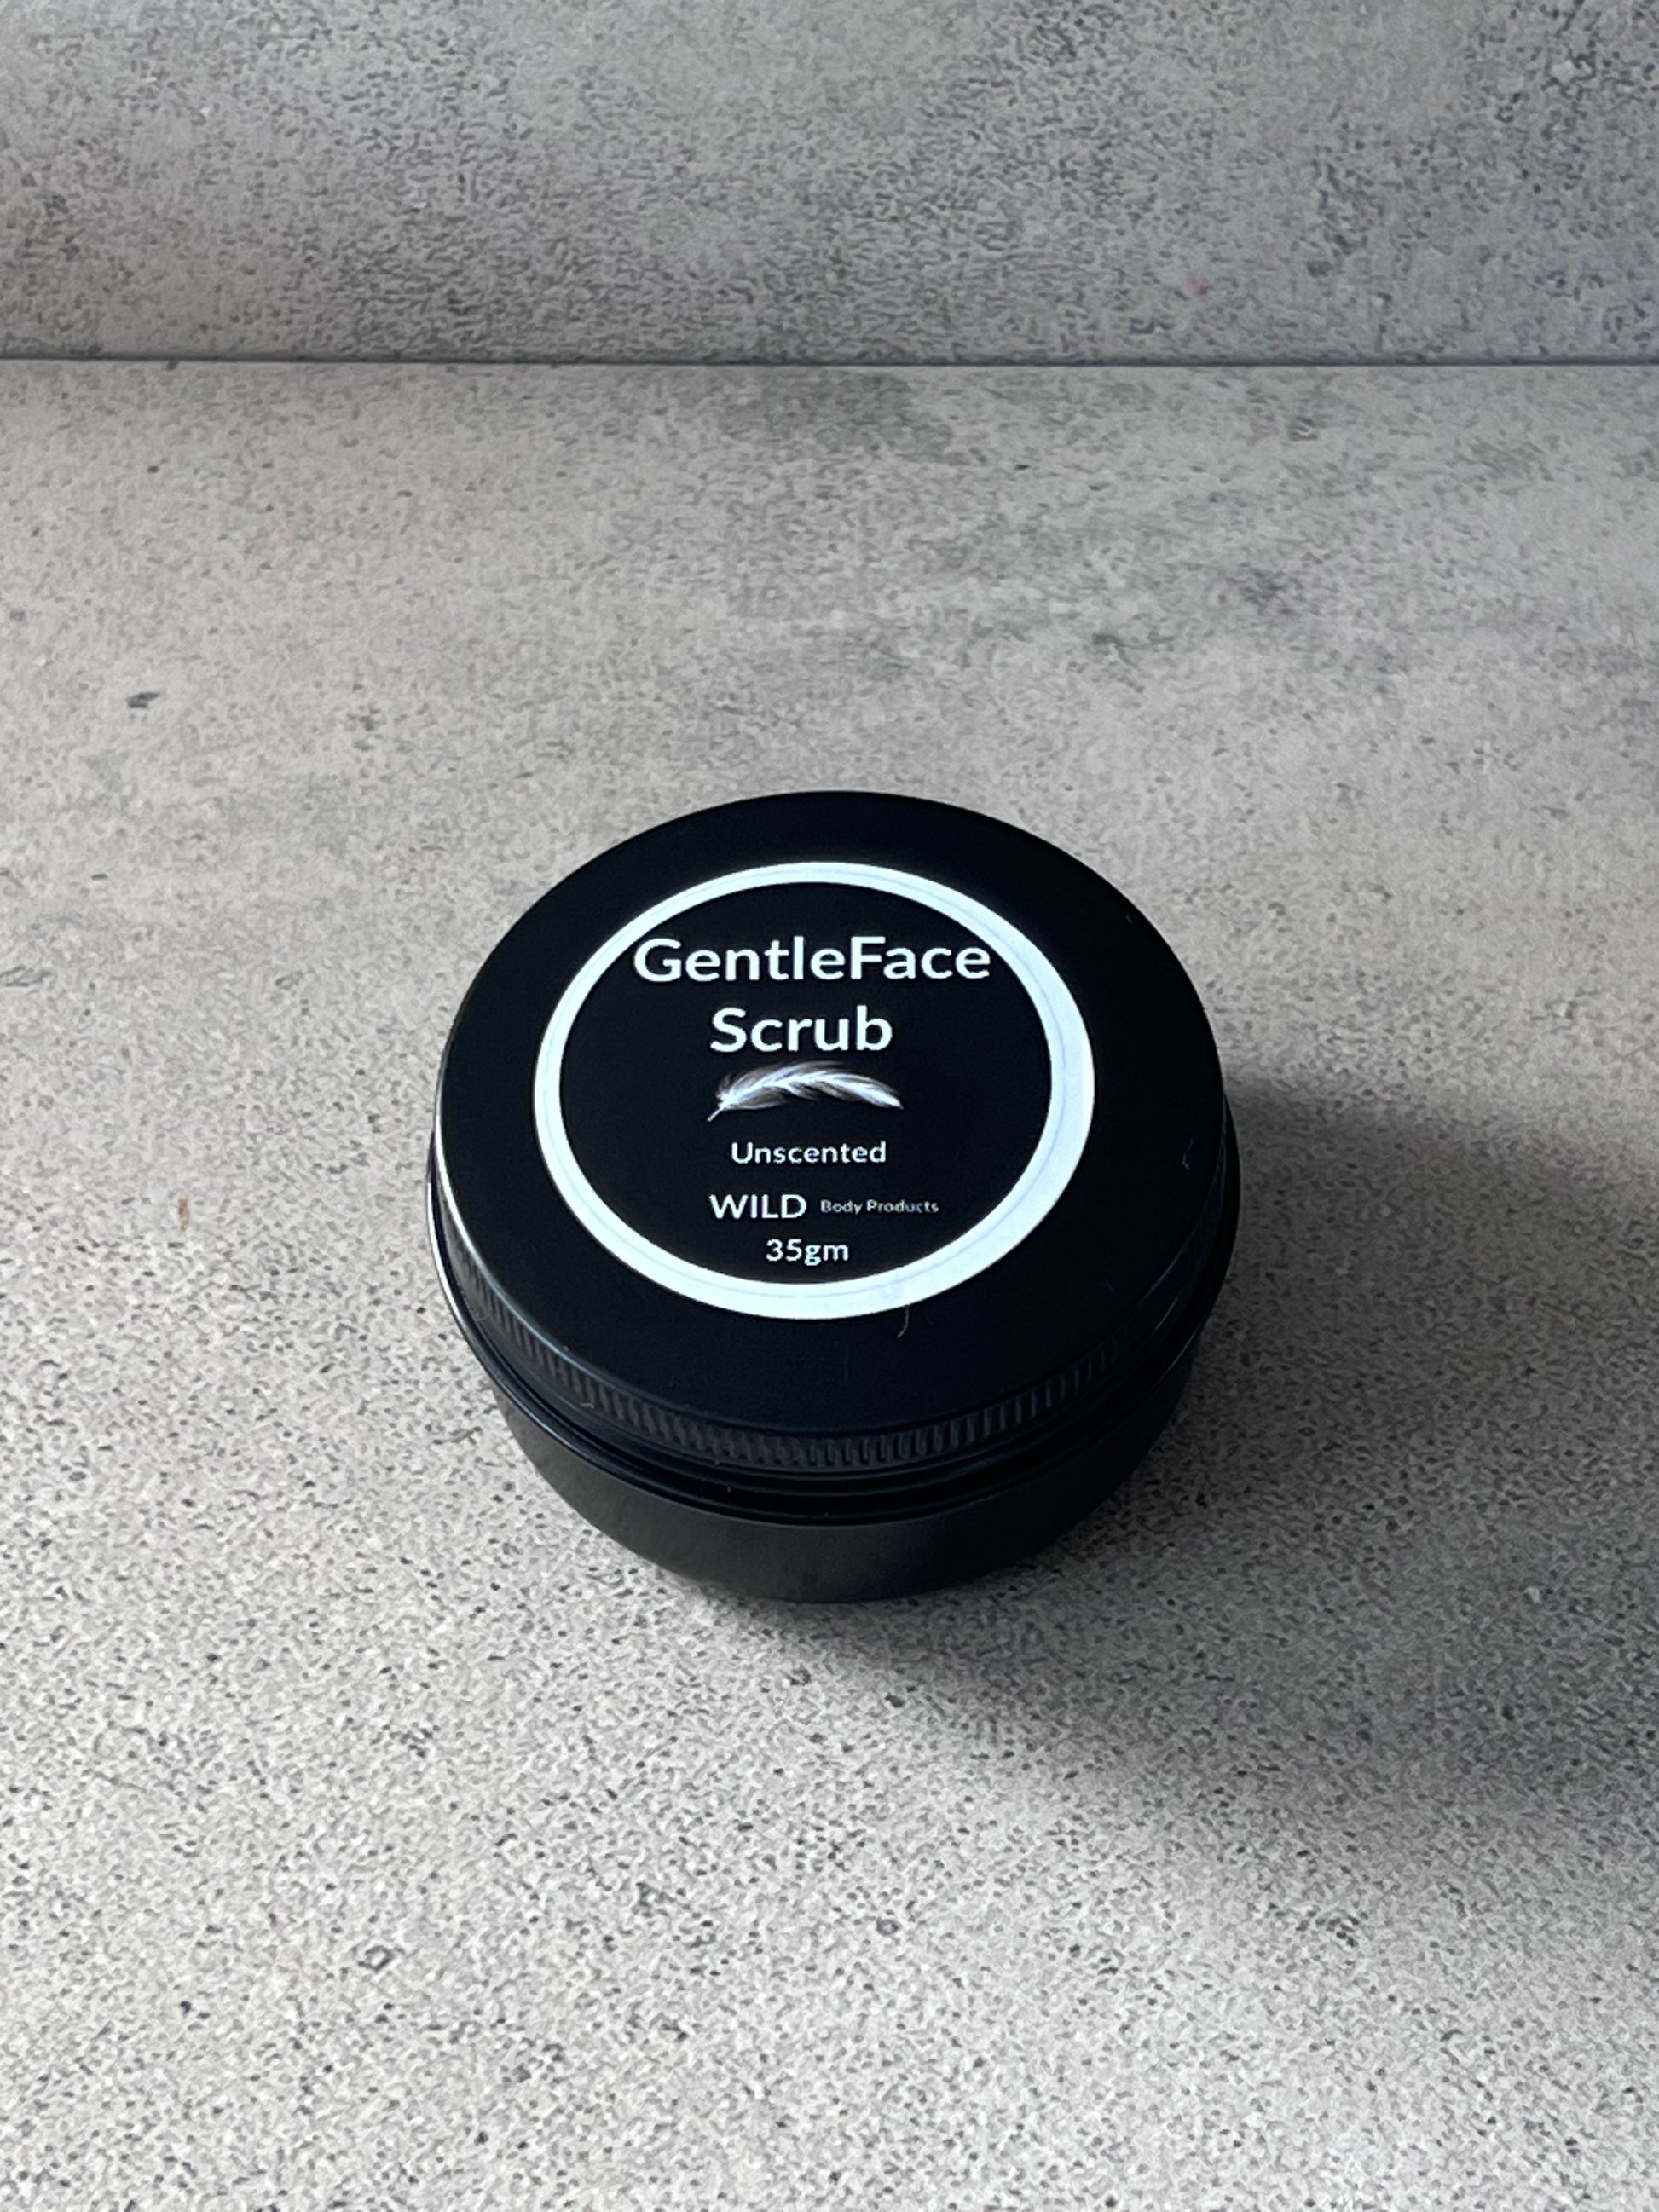 GentleFace
Scrub
Unscented
WILD Body Products
35gm